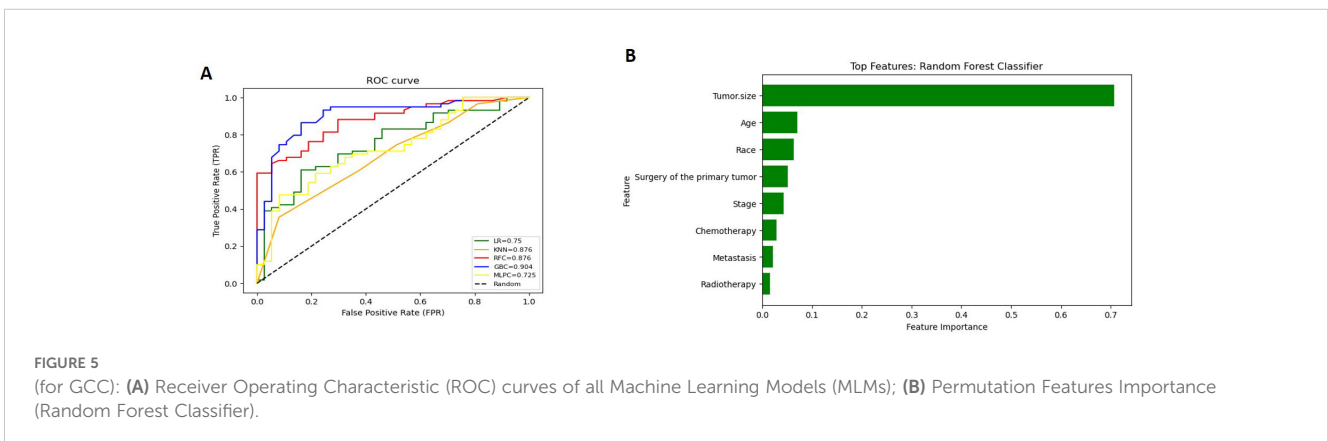 A
ROC curve
1.0
0.8
0.6
0.4
0.2
0.0
True Positive Rate (TPR)
LR=0.75
KNN=0.876
RFC=0.876
GBC=0.904
MLPC=0.725
Random
0.0 0.2 0.4 0.6 0.8 1.0
False Positive Rate (FPR)
B
Top Features: Random Forest Classifier
Feature
Tumor.size
Age
Race
Surgery of the primary tumor
Stage
Chemotherapy
Metastasis
Radiotherapy
0.0 0.1 0.2 0.3 0.4 0.5 0.6 0.7
Feature Importance
FIGURE 5
(for GCC): (A) Receiver Operating Characteristic (ROC) curves of all Machine Learning Models (MLMs); (B) Permutation Features Importance
(Random Forest Classifier).